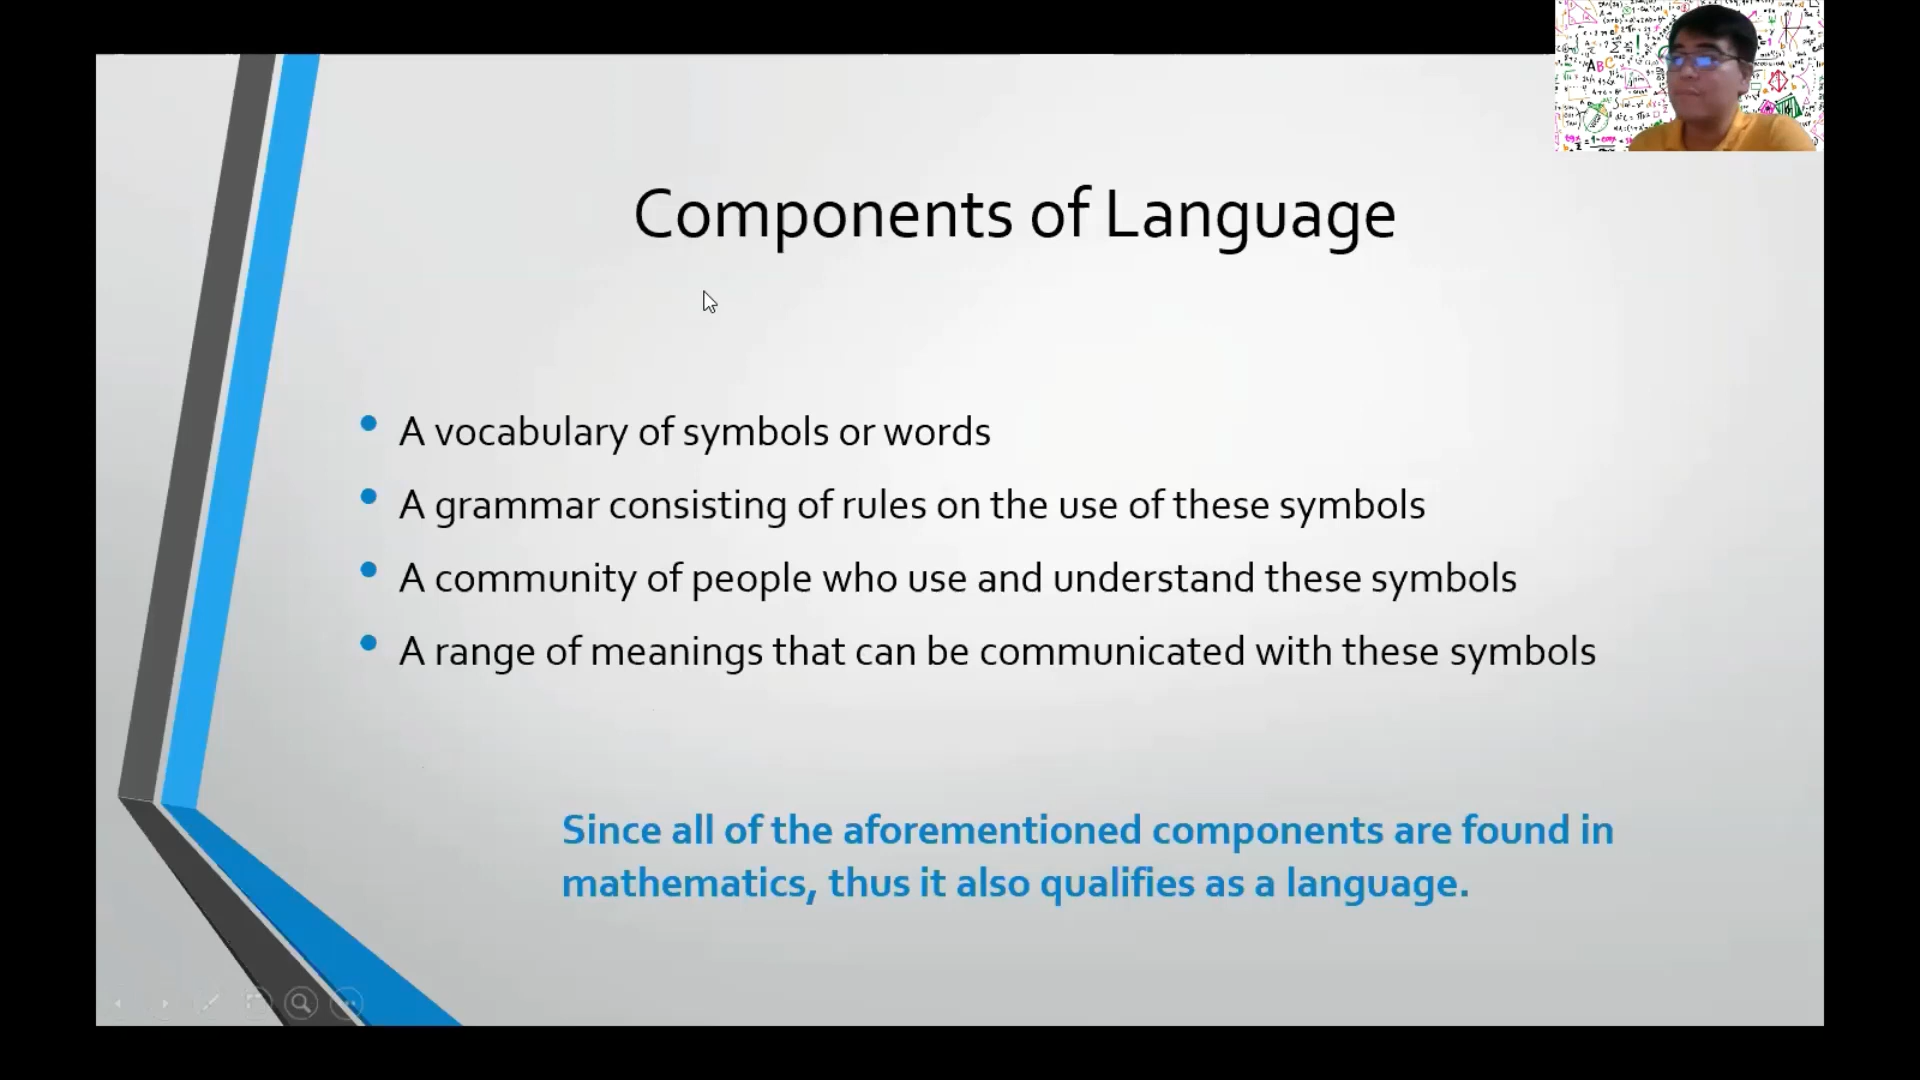 Components of Language
A vocabulary of symbols or words
A grammar consisting of rules on the use of these symbols
A community of people who use and understand these symbols
A range of meanings that can be communicated with these symbols
Since all of the aforementioned components are found in
mathematics, thus it also qualifies as a language.
ABC